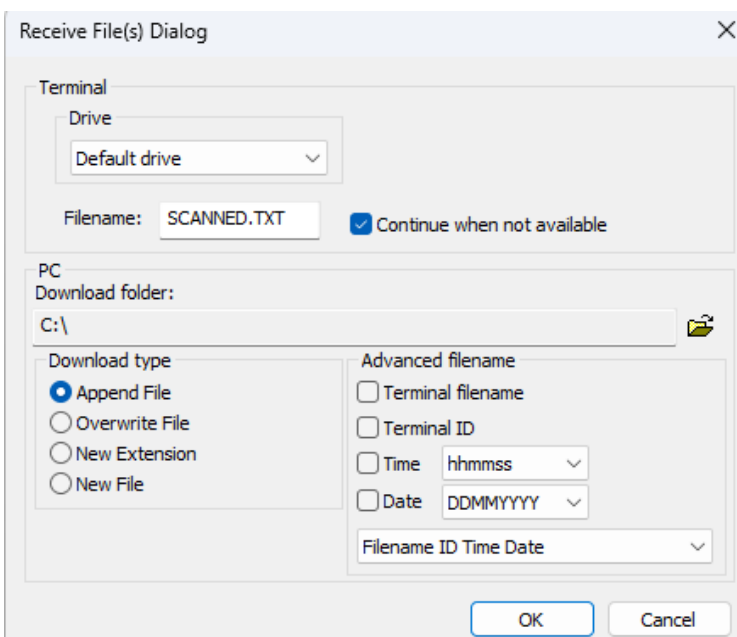 Receive File(s) Dialog
Terminal
Drive
Default drive
Filename: SCANNED.TXT Continue when not available
PC
Download folder:
C:\
Download type
Append File
Overwrite File
New Extension
New File
Advanced filename
Terminal filename
Terminal ID
Time hhmmss
Date DDMMYYYY
Filename ID Time Date
OK Cancel